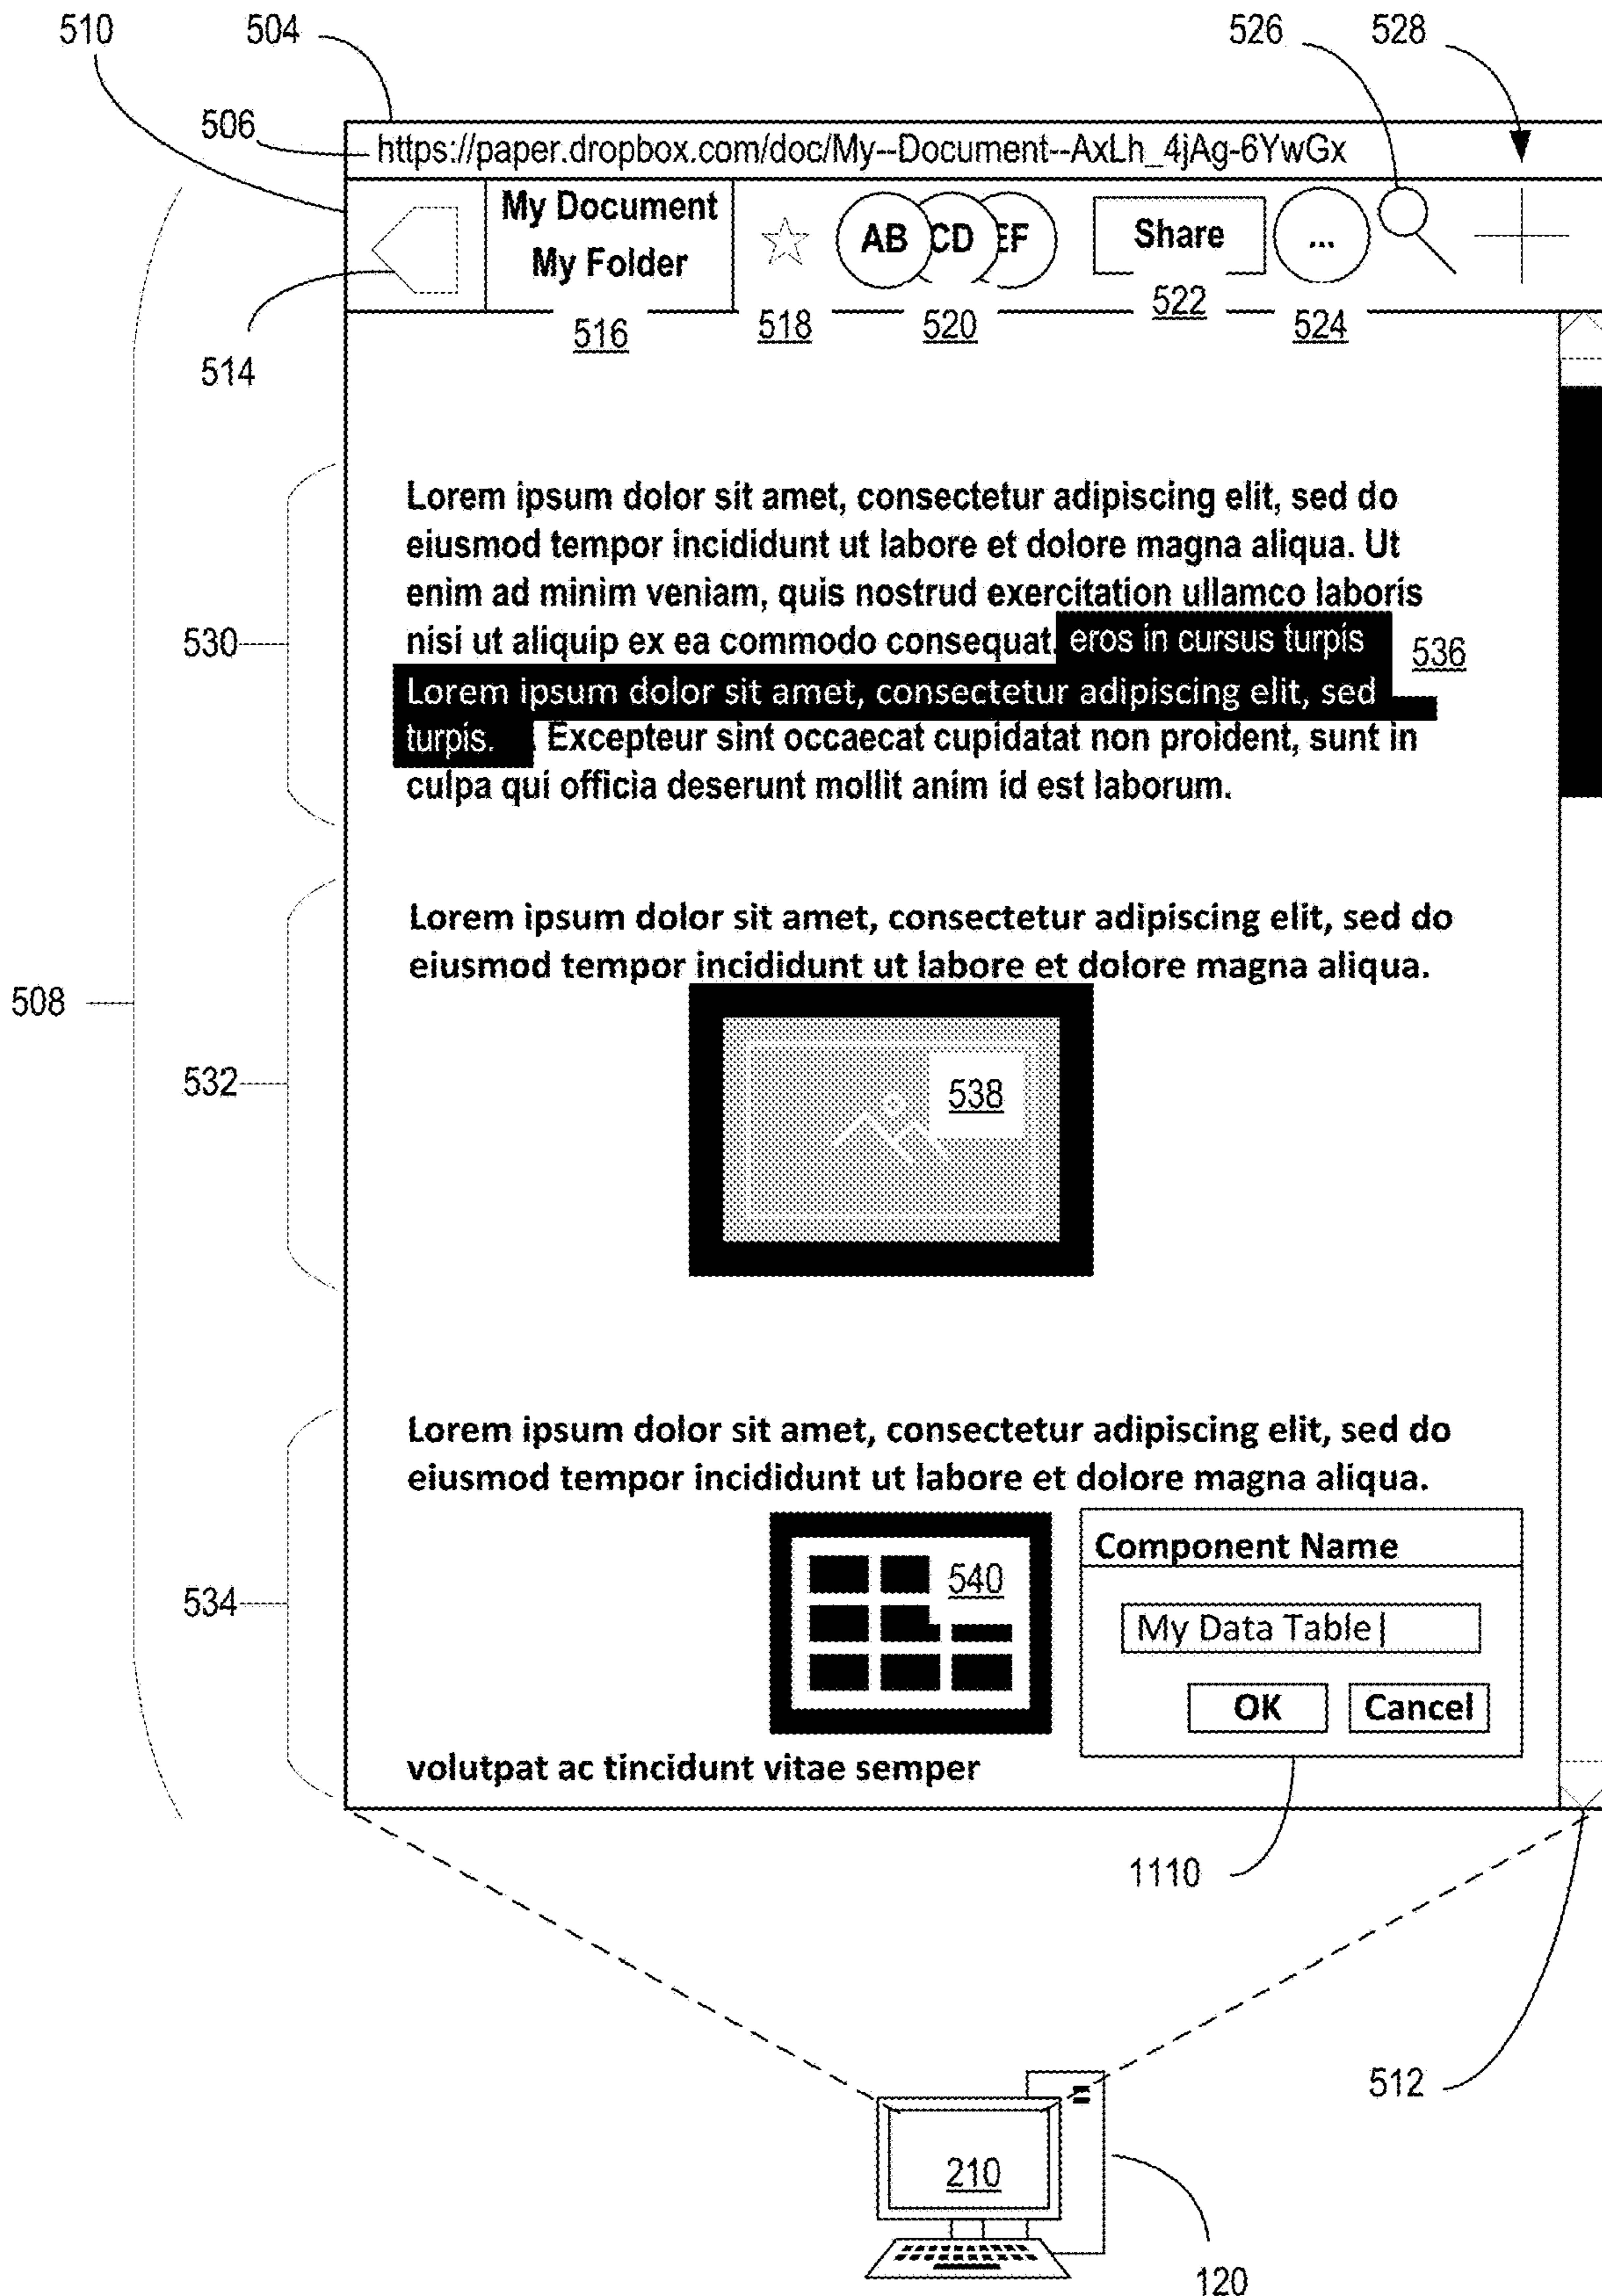 510
504
526
528
506
https://paper.dropbox.com/doc/My--Document--AxLh_4jAg-6YwGx
My Document
My Folder
AB
CD
EF
Share
...
516
518
520
522
524
514
Lorem ipsum dolor sit amet, consectetur adipiscing elit, sed do
eiusmod tempor incididunt ut labore et dolore magna aliqua. Ut
enim ad minim veniam, quis nostrud exercitation ullamco laboris
nisi ut aliquip ex ea commodo consequat. eros in cursus turpis
Lorem ipsum dolor sit amet, consectetur adipiscing elit, sed
turpis. Excepteur sint occaecat cupidatat non proident, sunt in
culpa qui officia deserunt mollit anim id est laborum.
530
536
Lorem ipsum dolor sit amet, consectetur adipiscing elit, sed do
eiusmod tempor incididunt ut labore et dolore magna aliqua.
508
532
538
Lorem ipsum dolor sit amet, consectetur adipiscing elit, sed do
eiusmod tempor incididunt ut labore et dolore magna aliqua.
534
540
Component Name
My Data Table
OK
Cancel
volutpat ac tincidunt vitae semper
1110
512
210
120